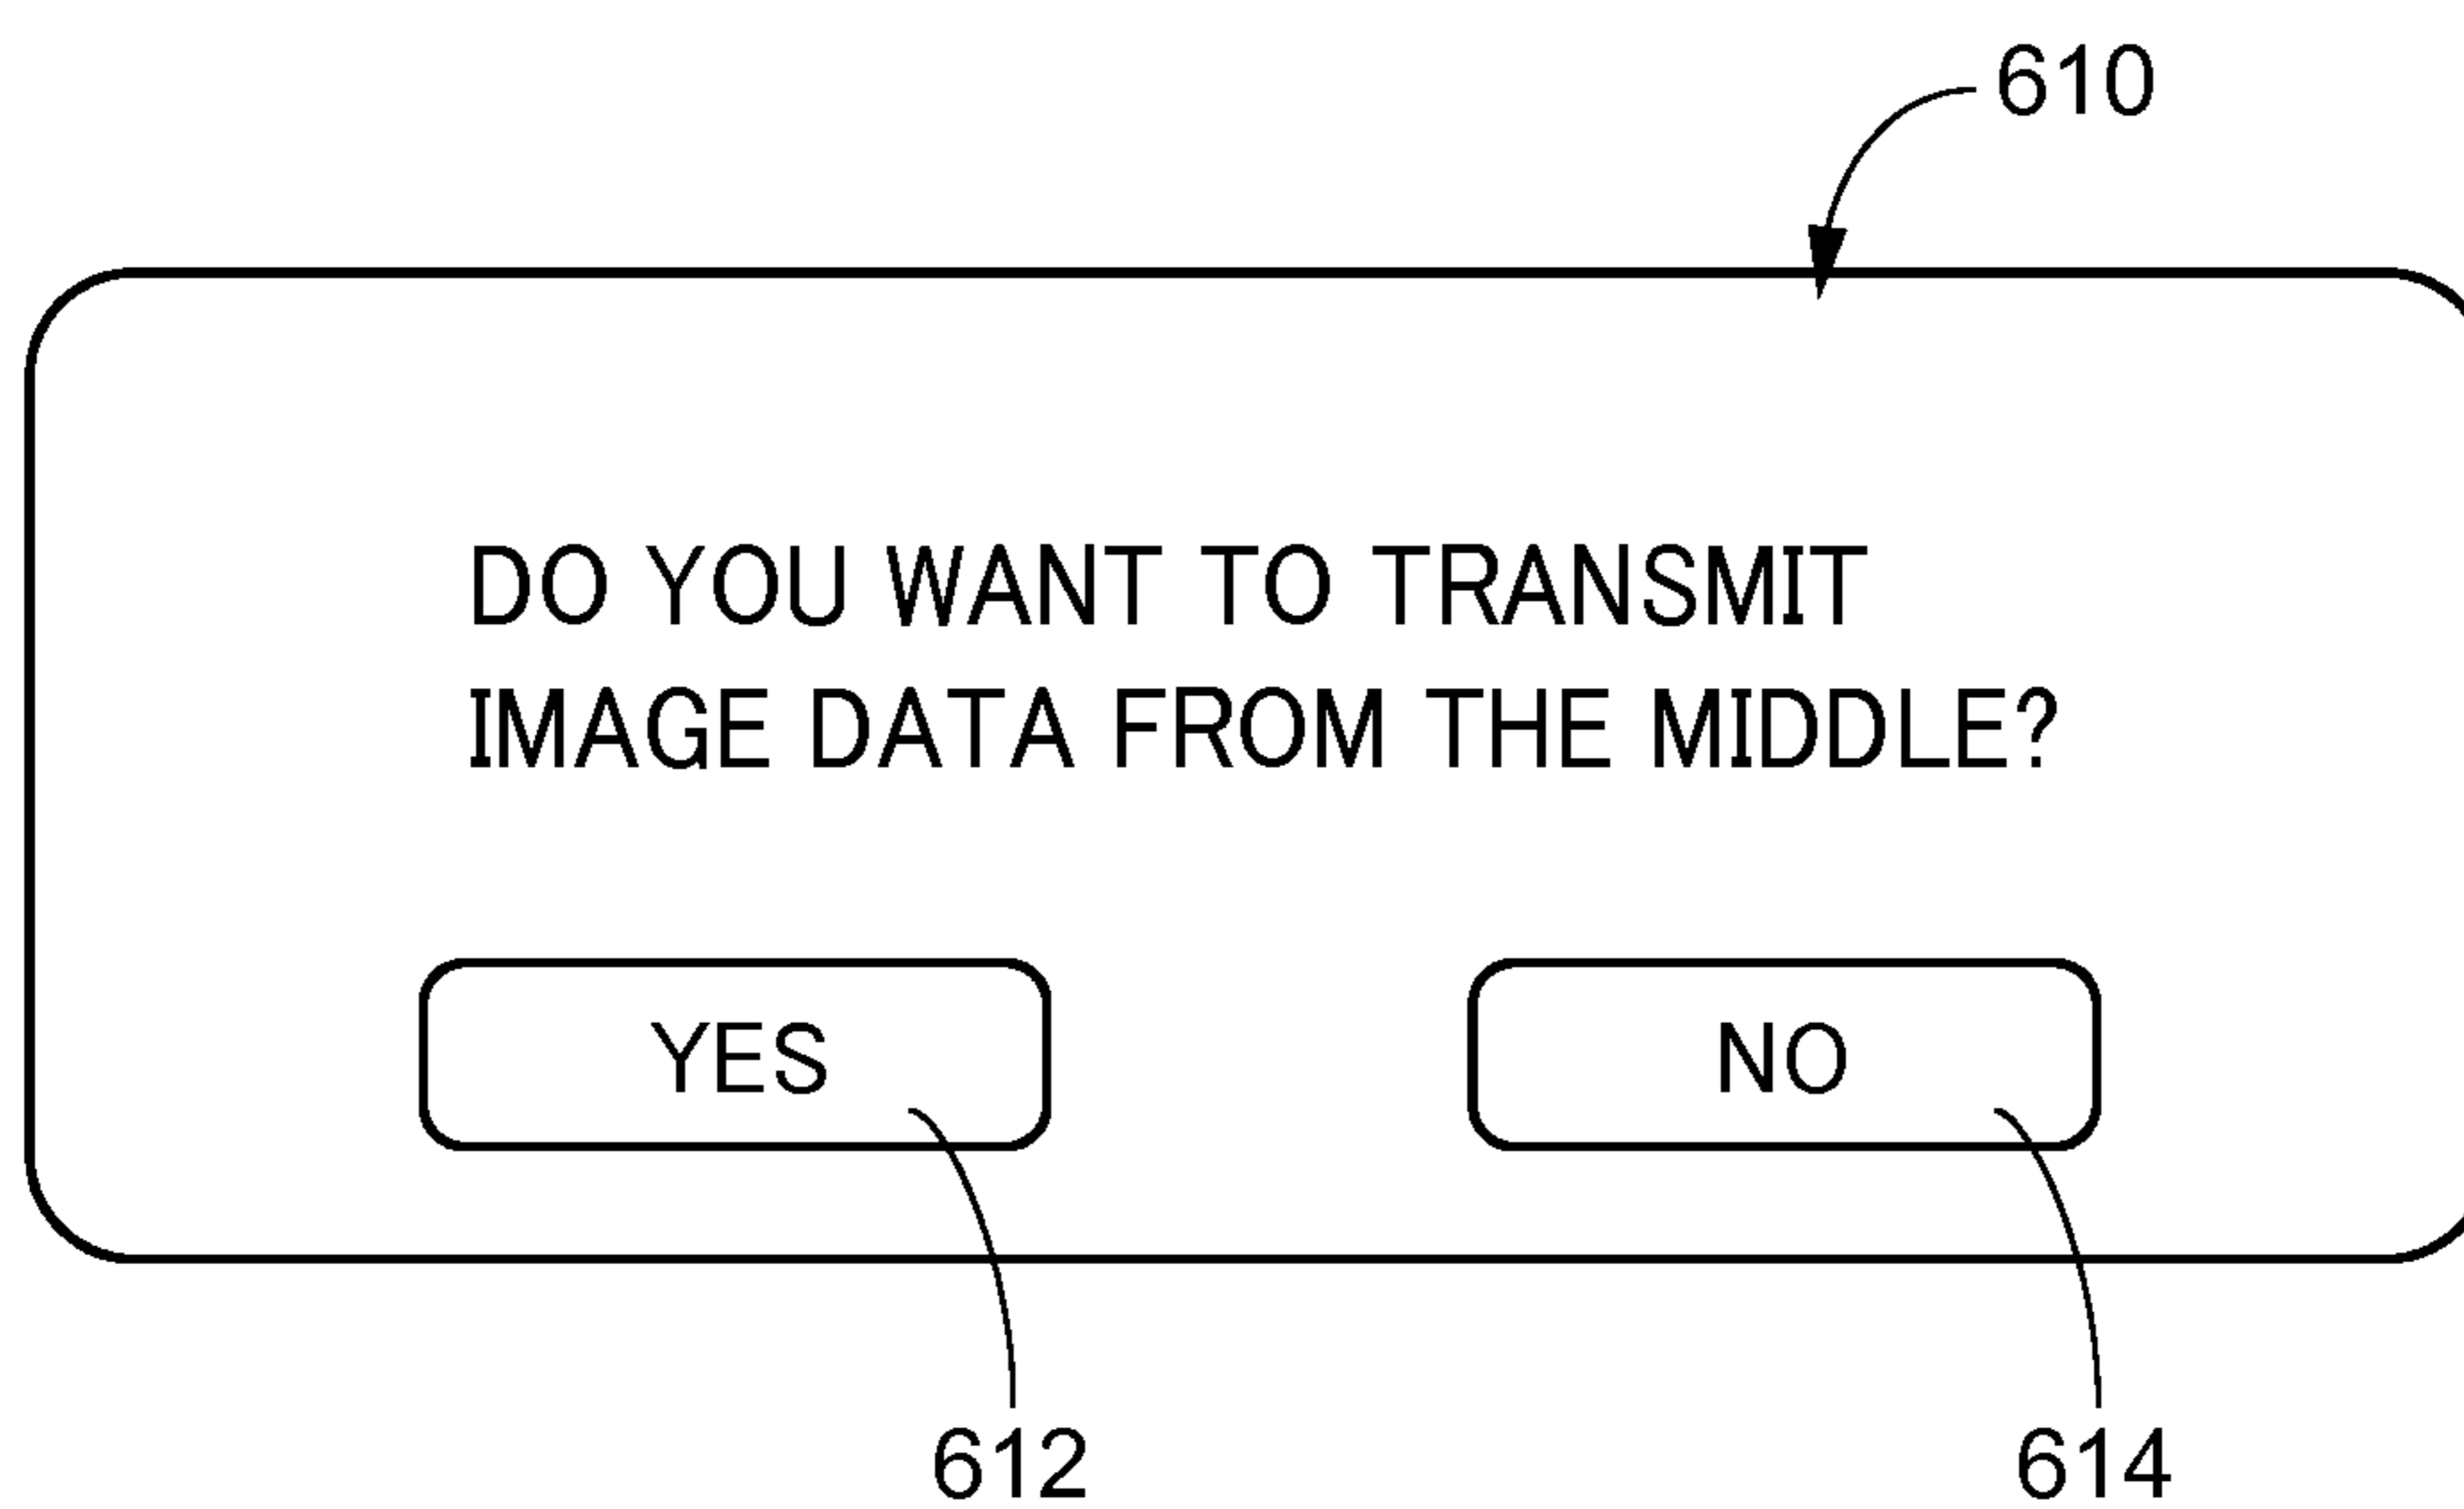 610
DO YOU WANT TO TRANSMIT
IMAGE DATA FROM THE MIDDLE?
YES
NO
612
614